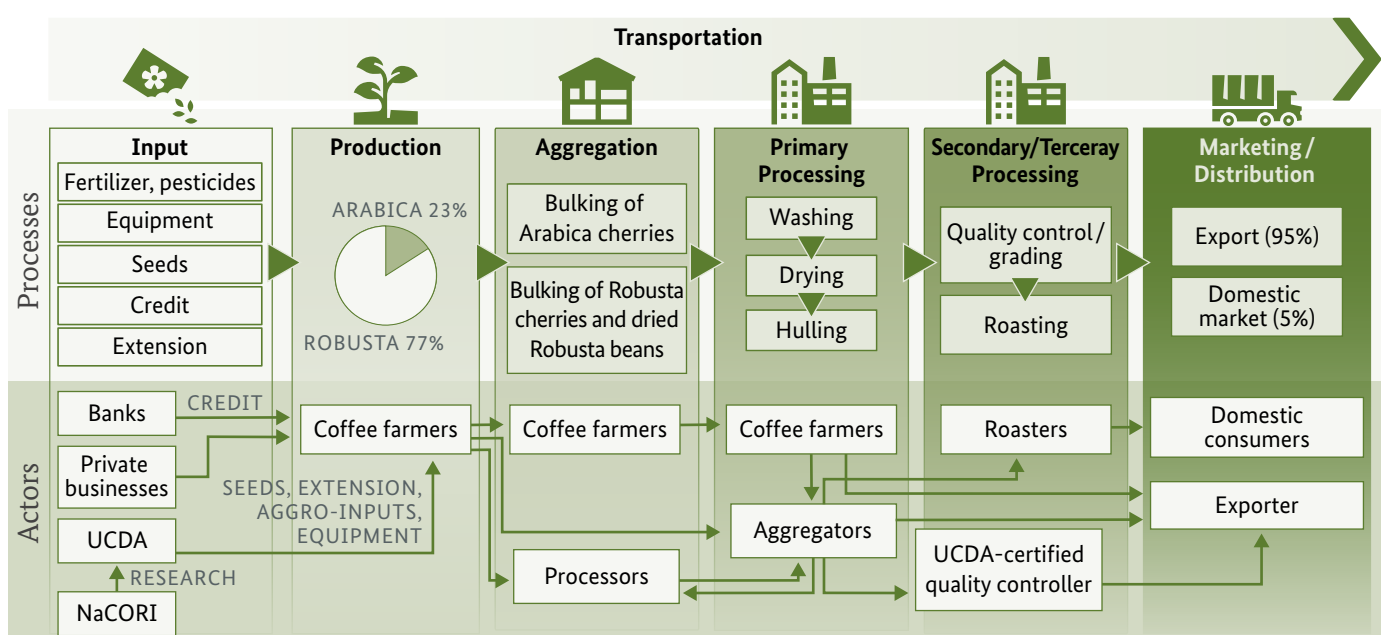 Transportation
Processes
Input
Fertilizer, pesticides
Equipment
Seeds
Credit
Extension
Production
ARABICA 23%
ROBUSTA 77%
Aggregation
Bulking of
Arabica cherries
Bulking of Robusta
cherries and dried
Robusta beans
Primary
Processing
Washing
Drying
Hulling
Secondary/Terceray
Processing
Quality control/
grading
Roasting
Marketing/
Distribution
Export (95%)
Domestic
market (5%)
Actors
Banks
CREDIT
Private
businesses
UCDA
RESEARCH
NaCORI
Coffee farmers
SEEDS, EXTENSION,
AGGRO-INPUTS,
EQUIPMENT
Coffee farmers
Processors
Coffee farmers
Aggregators
Roasters
UCDA-certified
quality controller
Domestic
consumers
Exporter